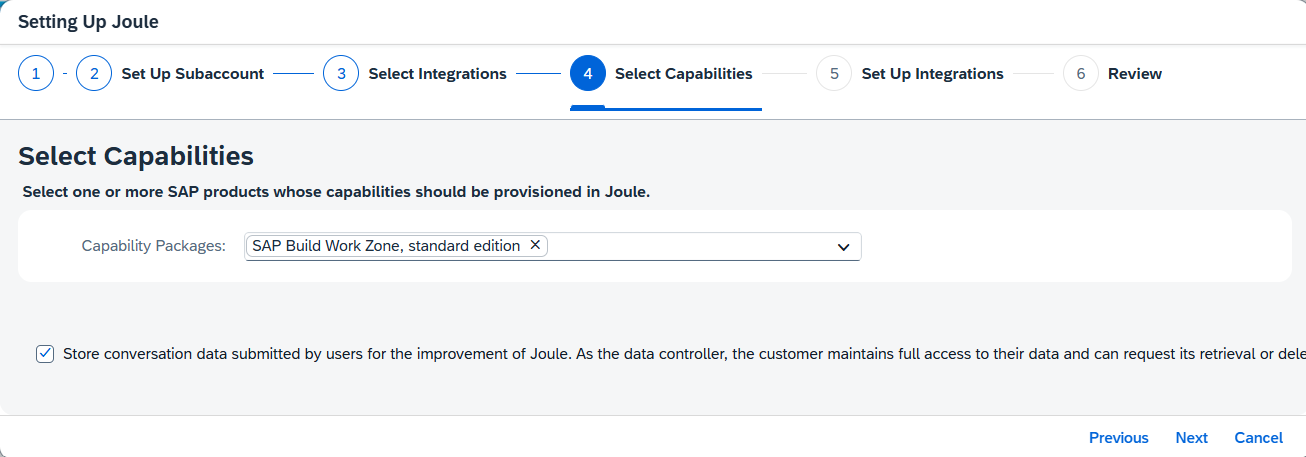 Setting Up Joule
1 - 2 Set Up Subaccount 3 Select Integrations 4 Select Capabilities 5 Set Up Integrations 6 Review
Select Capabilities
Select one or more SAP products whose capabilities should be provisioned in Joule.
Capability Packages: SAP Build Work Zone, standard edition ✕
Store conversation data submitted by users for the improvement of Joule. As the data controller, the customer maintains full access to their data and can request its retrieval or dele
Previous Next Cancel